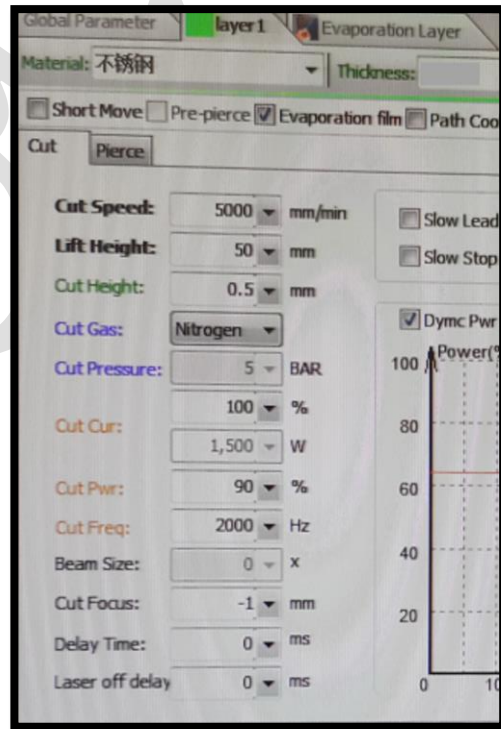 Global Parameter layer1 Evaporation Layer
Material: 不锈钢 Thickness:
Short Move Pre-pierce Evaporation film Path Coo
Cut Pierce
Cut Speed: 5000 mm/min Slow Lead
Lift Height: 50 mm Slow Stop
Cut Height: 0.5 mm
Cut Gas: Nitrogen Dymc Pwr
Cut Pressure: 5 BAR 100 Power(%
100 %
Cut Cur: 80
1,500 W
Cut Pwr: 90 % 60
Cut Freq: 2000 Hz
Beam Size: 0 x 40
Cut Focus: -1 mm 20
Delay Time: 0 ms
Laser off delay 0 ms 0 10